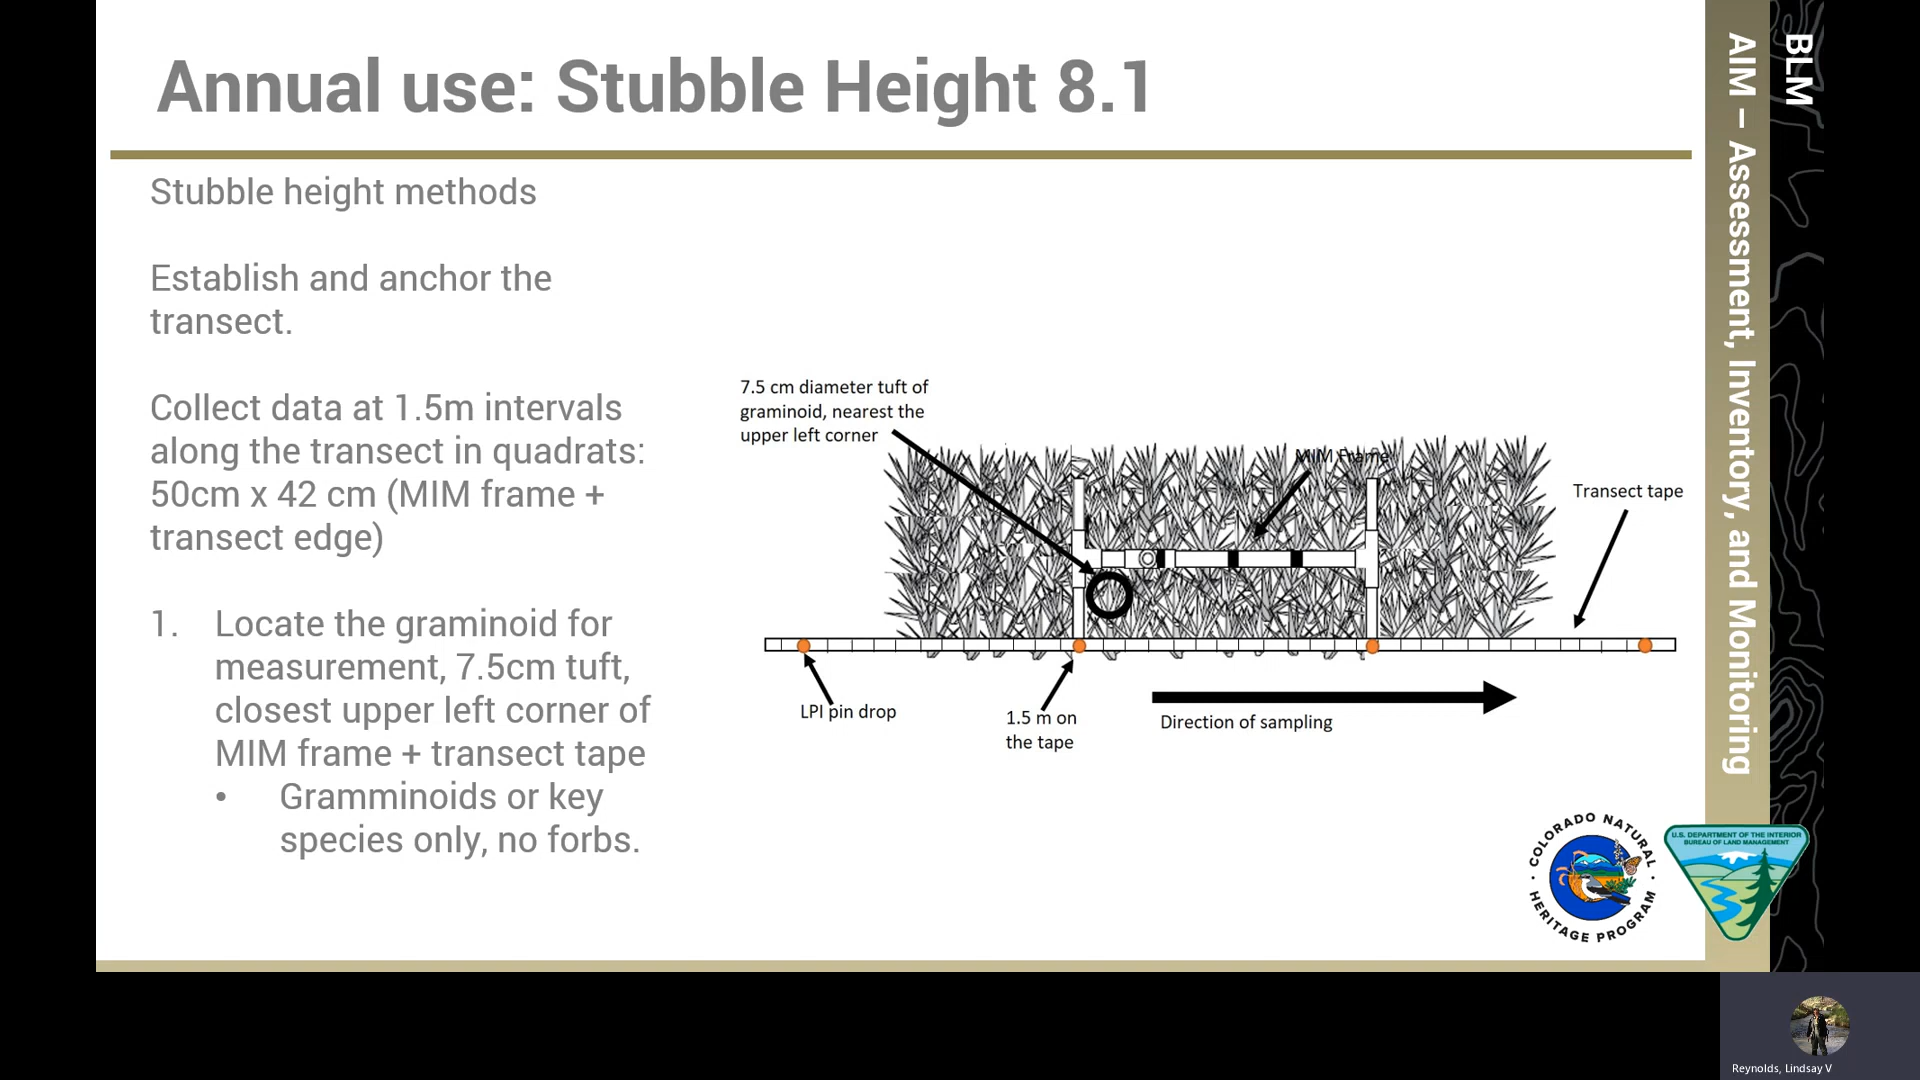 Annual use: Stubble Height 8.1
Stubble height methods
Establish and anchor the
transect.
Collect data at 1.5m intervals
along the transect in quadrats:
50cm x 42 cm (MIM frame +
transect edge)
1. Locate the graminoid for
measurement, 7.5cm tuft,
closest upper left corner of
MIM frame + transect tape
• Gramminoids or key
species only, no forbs.
7.5 cm diameter tuft of
graminoid, nearest the
upper left corner
MIM Frame
Transect tape
LPI pin drop
1.5 m on
the tape
Direction of sampling
BLM
AIM – Assessment, Inventory, and Monitoring
COLORADO NATURAL
HERITAGE PROGRAM
U.S. DEPARTMENT OF THE INTERIOR
BUREAU OF LAND MANAGEMENT
Reynolds, Lindsay V